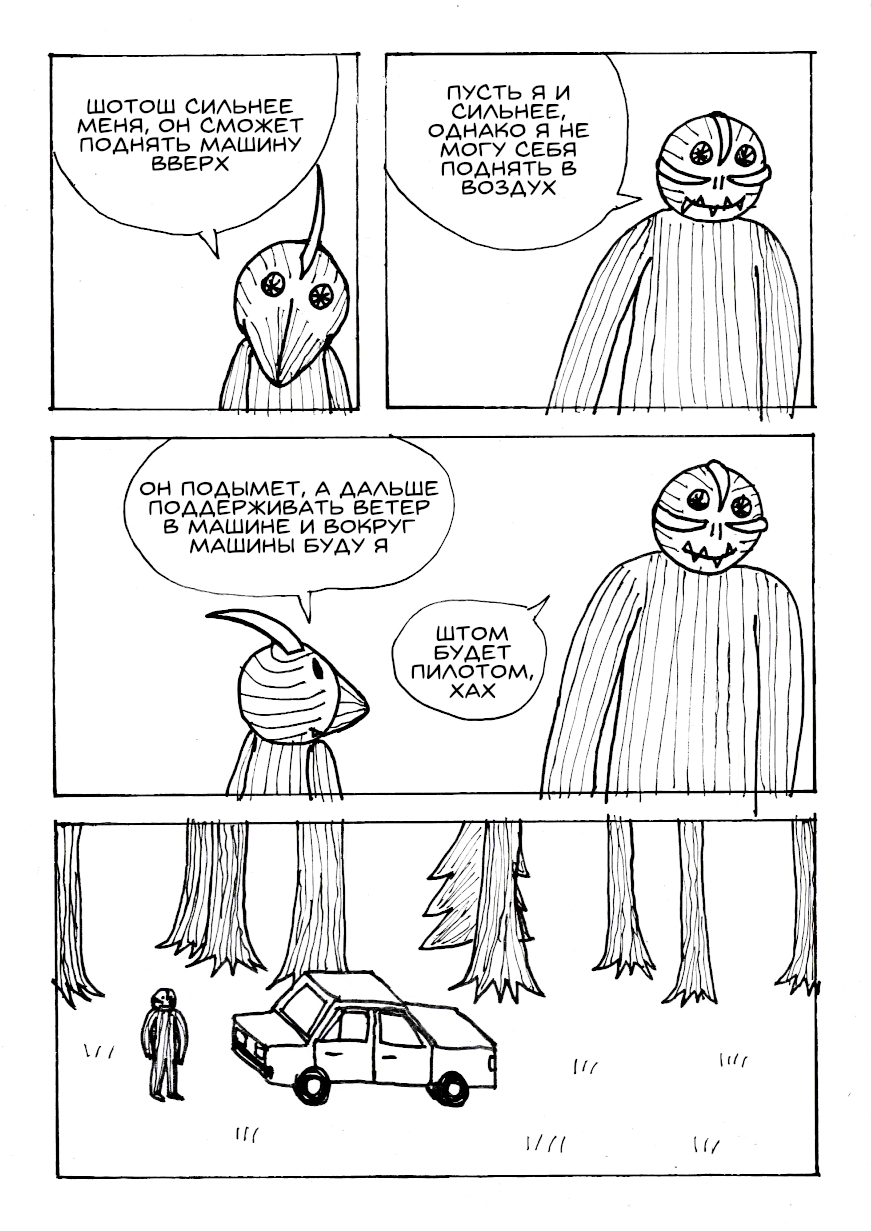 ШОТОШ СИЛЬНЕЕ
МЕНЯ, ОН СМОЖЕТ
ПОДНЯТЬ МАШИНУ
ВВЕРХ
ПУСТЬ Я И
СИЛЬНЕЕ,
ОДНАКО Я НЕ
МОГУ СЕБЯ
ПОДНЯТЬ В
ВОЗДУХ
ОН ПОДЫМЕТ, А ДАЛЬШЕ
ПОДДЕРЖИВАТЬ ВЕТЕР
В МАШИНЕ И ВОКРУГ
МАШИНЫ БУДУ Я
ШТОМ
БУДЕТ
ПИЛОТОМ,
ХАХ